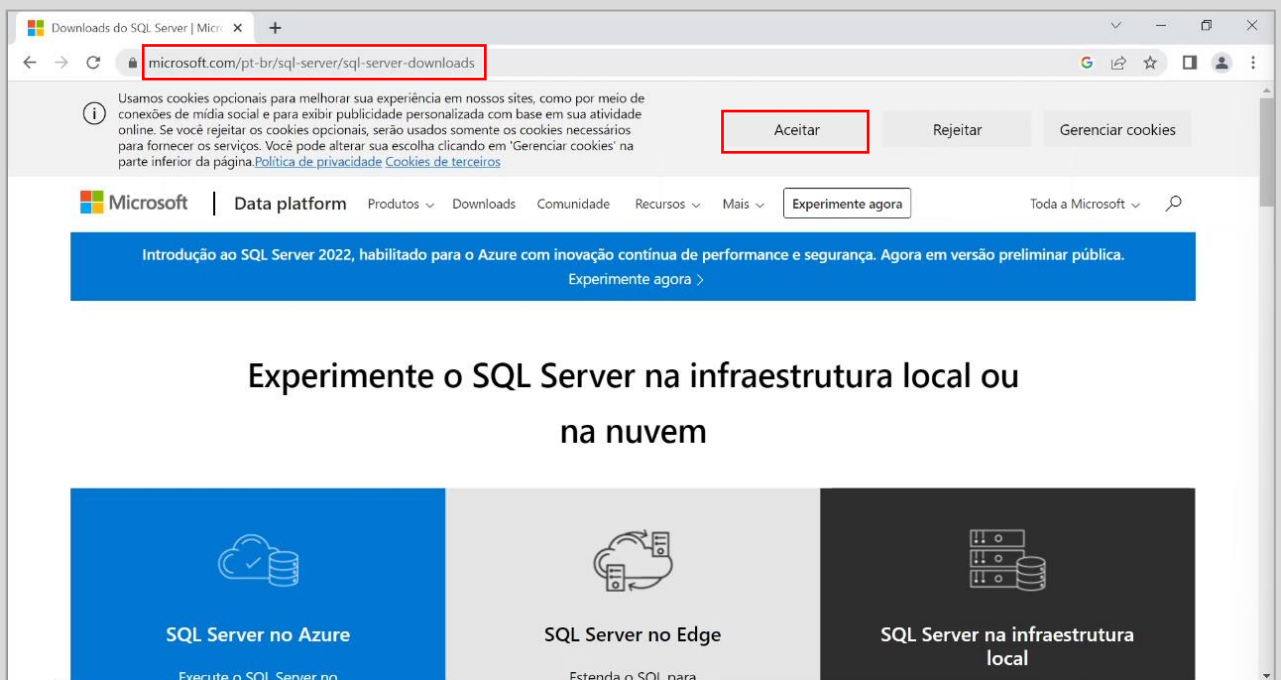 Downloads do SQL Server | Micro
microsoft.com/pt-br/sql-server/sql-server-downloads
Usamos cookies opcionais para melhorar sua experiência em nossos sites, como por meio de
conexões de mídia social e para exibir publicidade personalizada com base em sua atividade
online. Se você rejeitar os cookies opcionais, serão usados somente os cookies necessários
para fornecer os serviços. Você pode alterar sua escolha clicando em 'Gerenciar cookies' na
parte inferior da página.Política de privacidade Cookies de terceiros
Aceitar
Rejeitar
Gerenciar cookies
Microsoft
Data platform
Produtos
Downloads
Comunidade
Recursos
Mais
Experimente agora
Toda a Microsoft
Introdução ao SQL Server 2022, habilitado para o Azure com inovação contínua de performance e segurança. Agora em versão preliminar pública.
Experimente agora >
Experimente o SQL Server na infraestrutura local ou
na nuvem
SQL Server no Azure
Execute o SQL Server no
SQL Server no Edge
Estenda o SQL para
SQL Server na infraestrutura
local